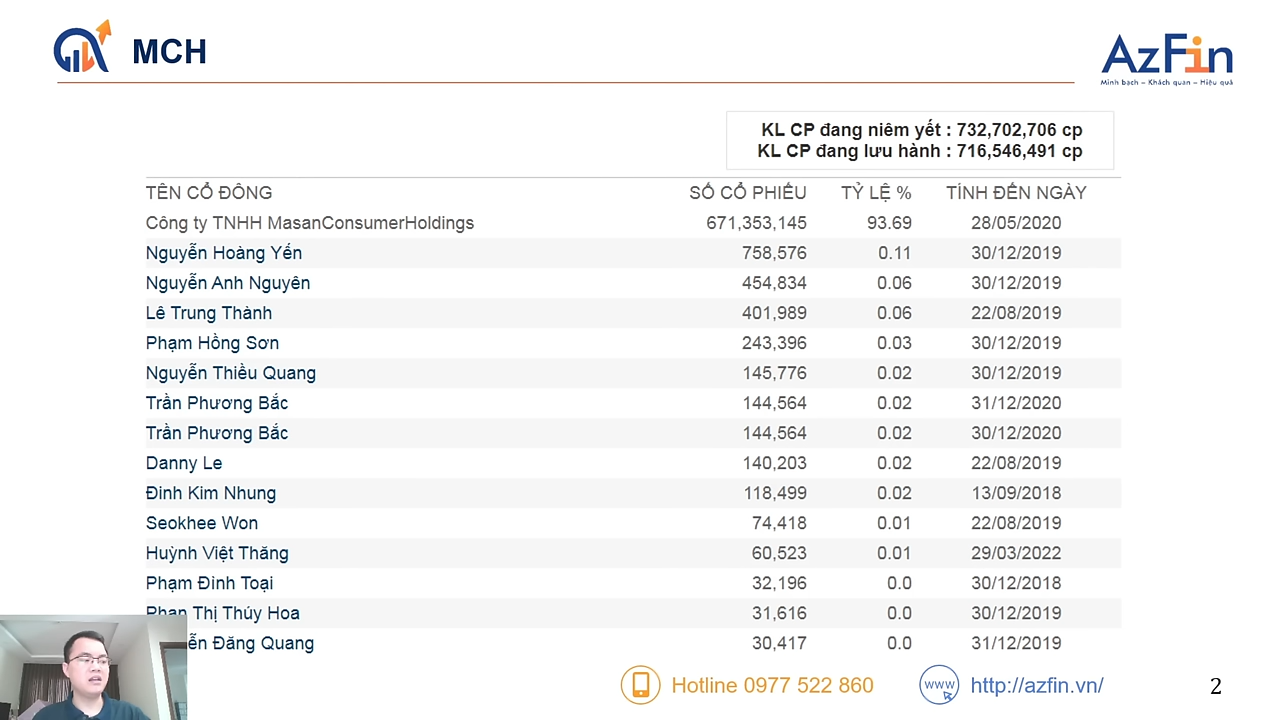 MCH
AzFin
Minh bạch – Khách quan – Hiệu quả
KL CP đang niêm yết : 732,702,706 cp
KL CP đang lưu hành : 716,546,491 cp
TÊN CỔ ĐÔNG SỐ CỔ PHIẾU TỶ LỆ % TÍNH ĐẾN NGÀY
Công ty TNHH MasanConsumerHoldings 671,353,145 93.69 28/05/2020
Nguyễn Hoàng Yến 758,576 0.11 30/12/2019
Nguyễn Anh Nguyên 454,834 0.06 30/12/2019
Lê Trung Thành 401,989 0.06 22/08/2019
Phạm Hồng Sơn 243,396 0.03 30/12/2019
Nguyễn Thiều Quang 145,776 0.02 30/12/2019
Trần Phương Bắc 144,564 0.02 31/12/2020
Trần Phương Bắc 144,564 0.02 30/12/2020
Danny Le 140,203 0.02 22/08/2019
Đinh Kim Nhung 118,499 0.02 13/09/2018
Seokhee Won 74,418 0.01 22/08/2019
Huỳnh Việt Thăng 60,523 0.01 29/03/2022
Phạm Đình Toại 32,196 0.0 30/12/2018
Phan Thị Thúy Hoa 31,616 0.0 30/12/2019
ễn Đăng Quang 30,417 0.0 31/12/2019
Hotline 0977 522 860
www
http://azfin.vn/
2